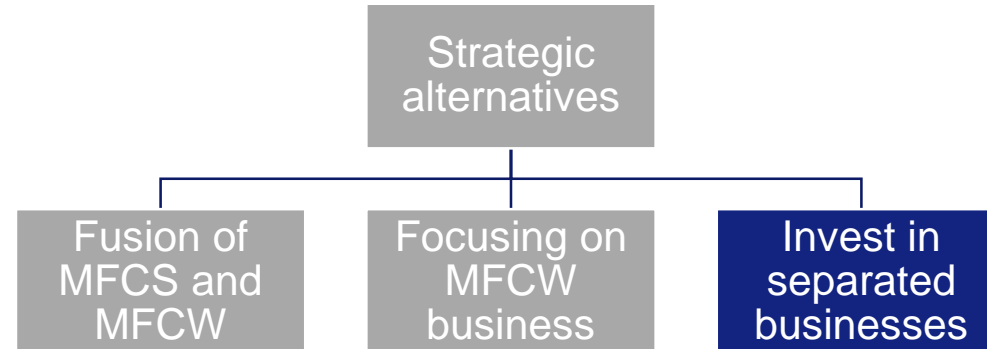 Strategic
alternatives
Fusion of
MFCS and
MFCW
Focusing on
MFCW
business
Invest in
separated
businesses